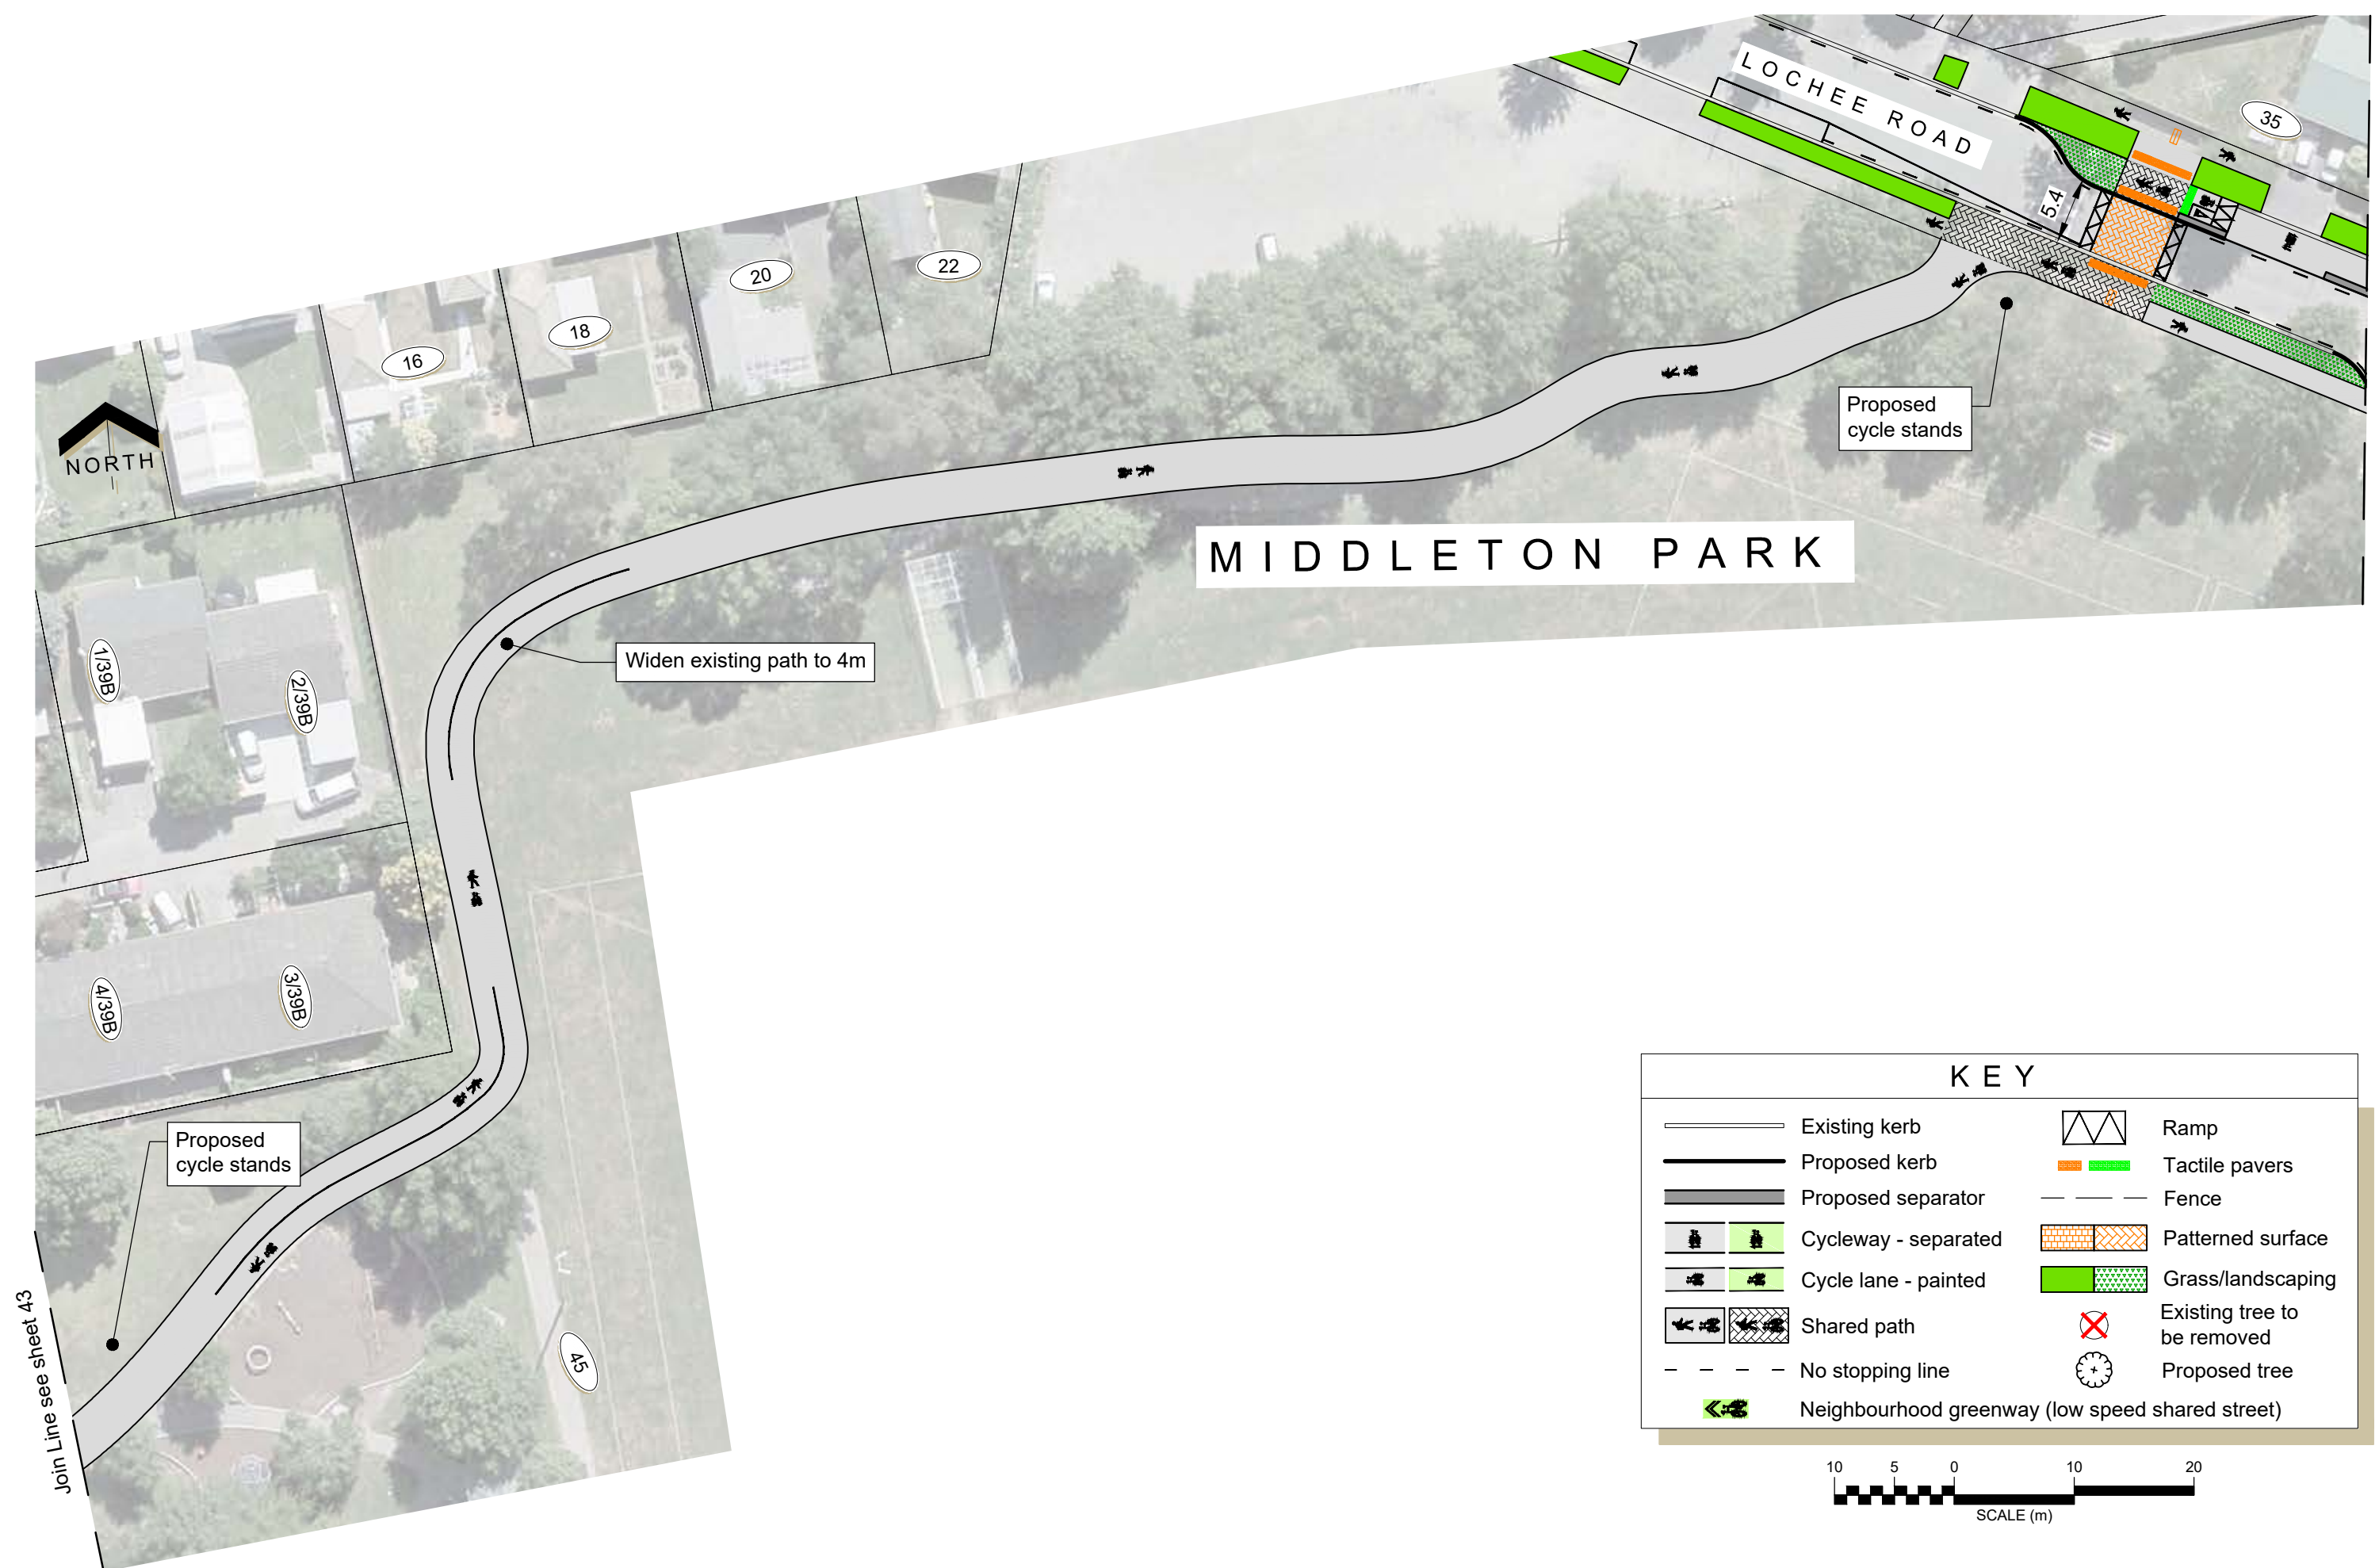 LOCHEE ROAD
35
5.4
22
20
18
16
NORTH
Proposed
cycle stands
MIDDLETON PARK
Widen existing path to 4m
1/39B
2/39B
4/39B
3/39B
Proposed
cycle stands
45
Join Line see sheet 43
KEY
Existing kerb
Proposed kerb
Proposed separator
Cycleway - separated
Cycle lane - painted
Shared path
No stopping line
Neighbourhood greenway (low speed shared street)
Ramp
Tactile pavers
Fence
Patterned surface
Grass/landscaping
Existing tree to
be removed
Proposed tree
10 5 0 10 20
SCALE (m)